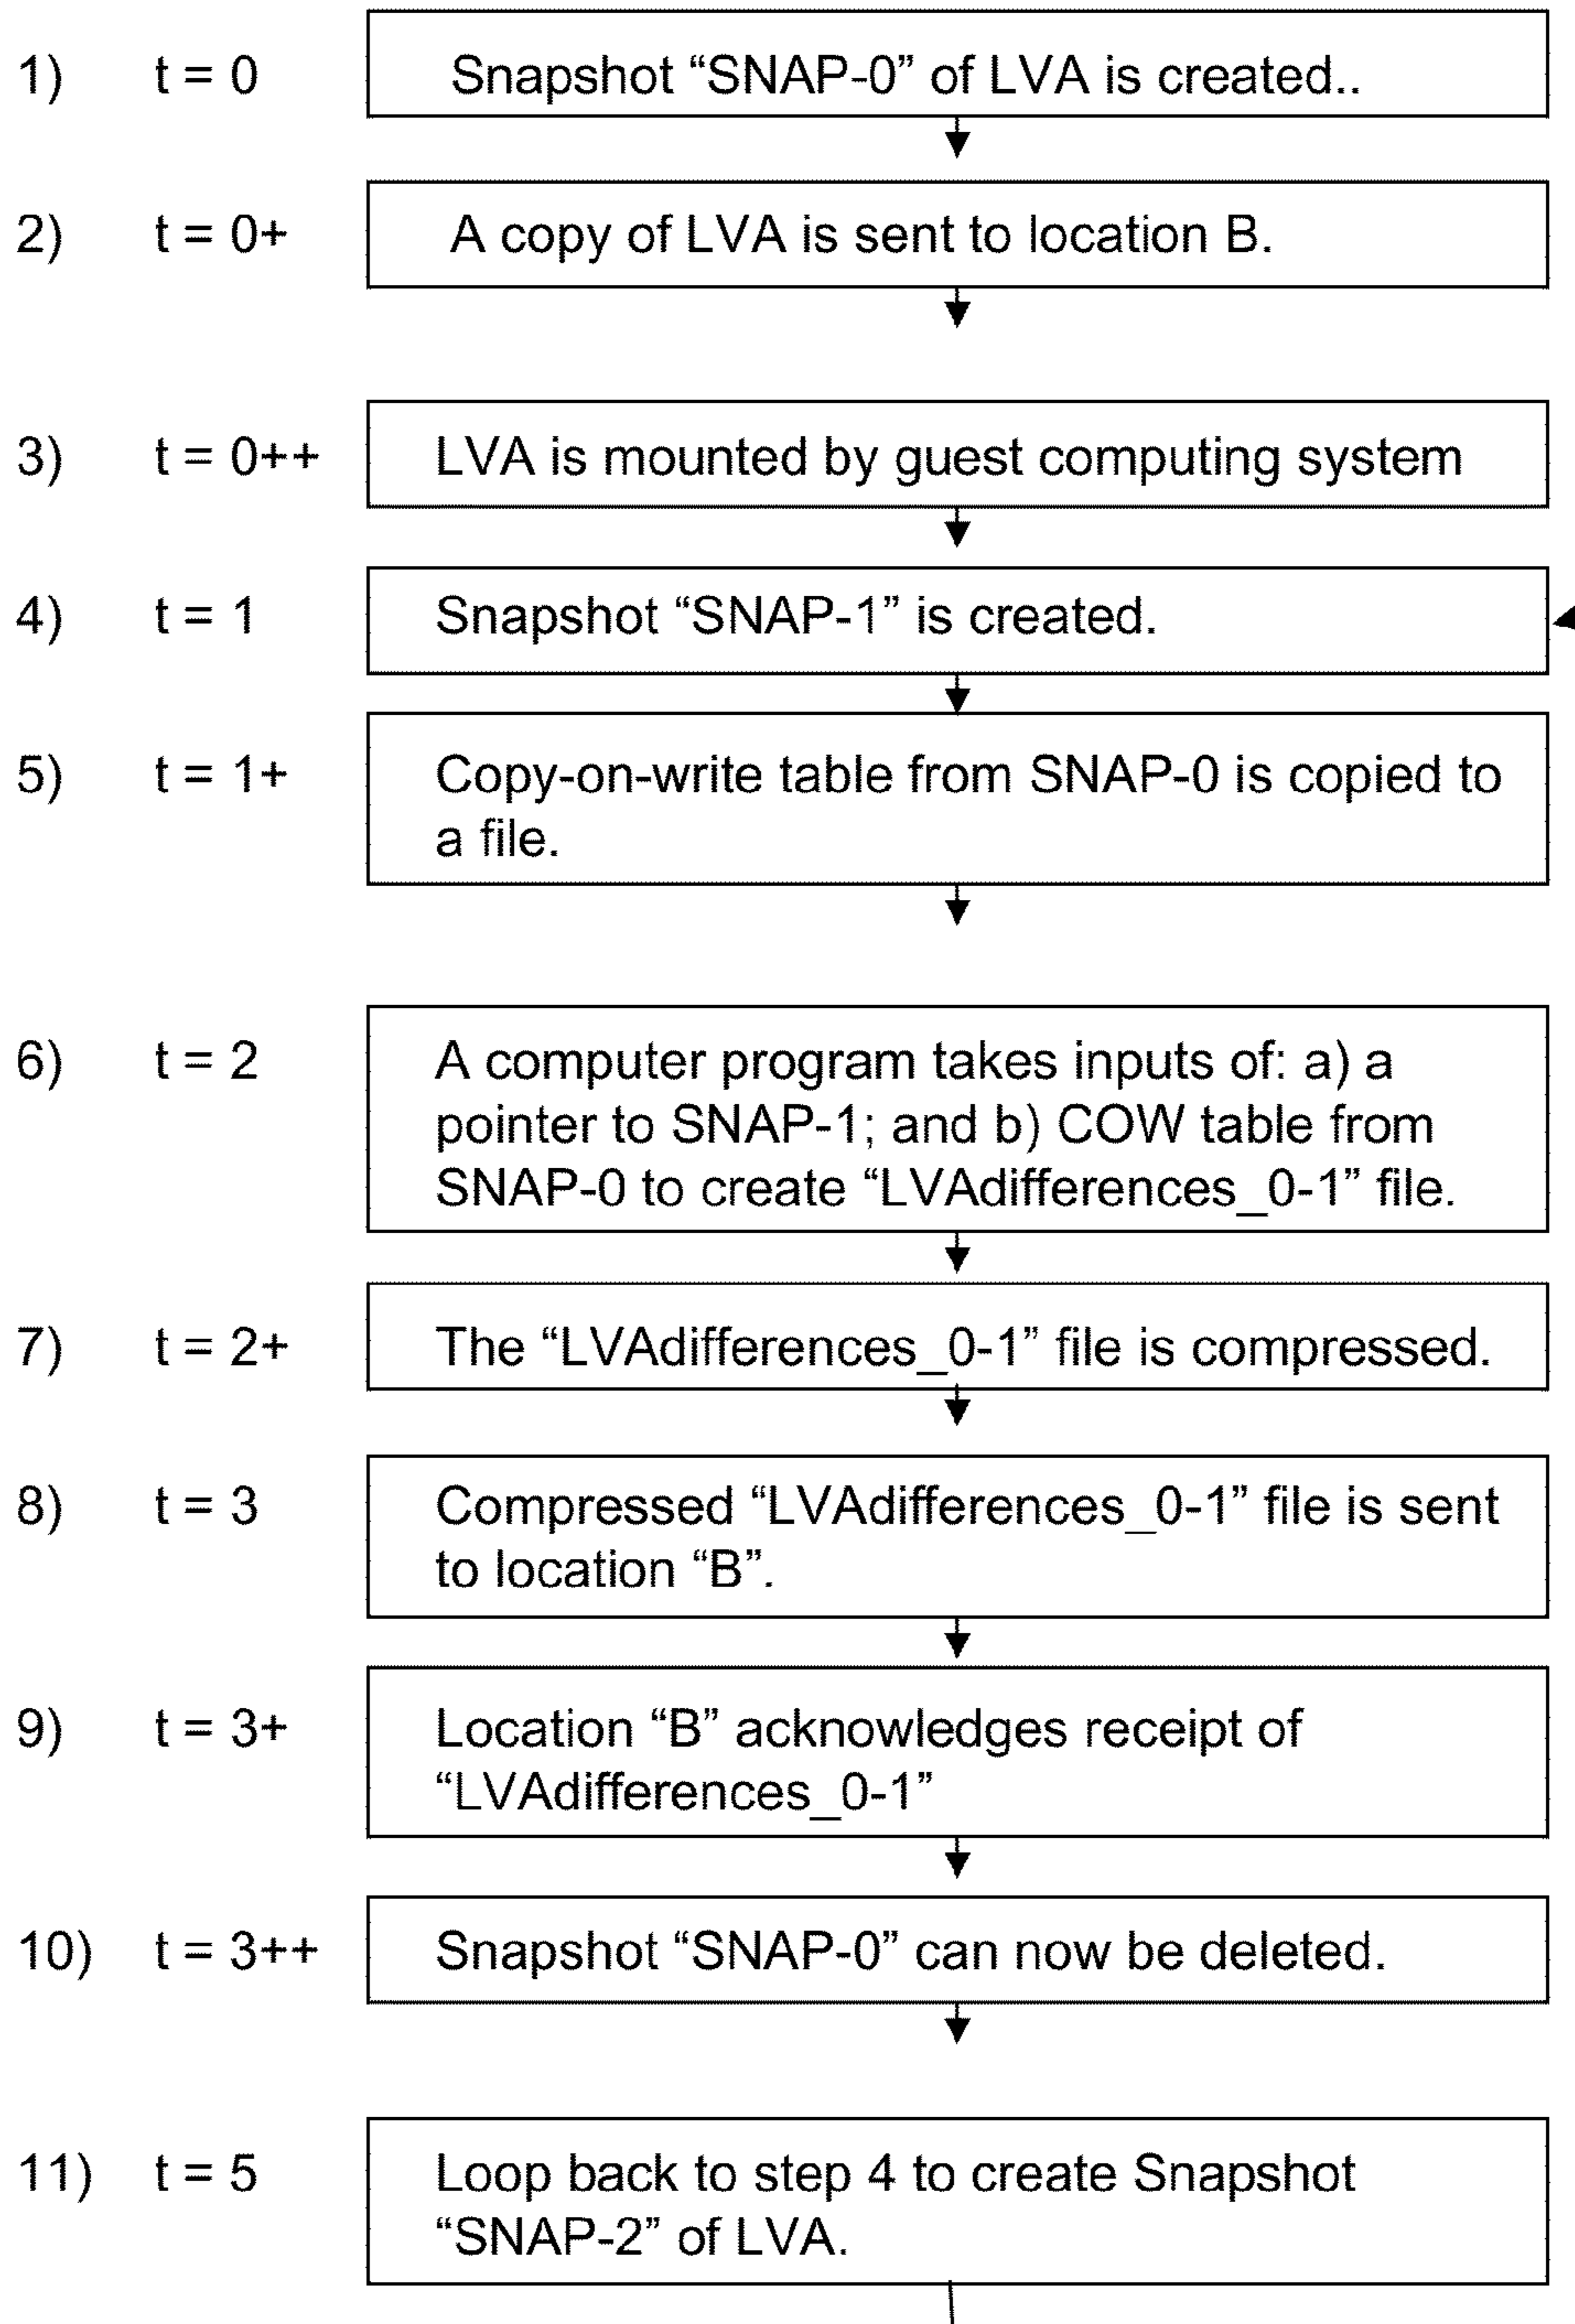 1) t = 0 Snapshot “SNAP-0” of LVA is created..
2) t = 0+ A copy of LVA is sent to location B.
3) t = 0++ LVA is mounted by guest computing system
4) t = 1 Snapshot “SNAP-1” is created.
5) t = 1+ Copy-on-write table from SNAP-0 is copied to
a file.
6) t = 2 A computer program takes inputs of: a) a
pointer to SNAP-1; and b) COW table from
SNAP-0 to create “LVAdifferences_0-1” file.
7) t = 2+ The “LVAdifferences_0-1” file is compressed.
8) t = 3 Compressed “LVAdifferences_0-1” file is sent
to location “B”.
9) t = 3+ Location “B” acknowledges receipt of
“LVAdifferences_0-1”
10) t = 3++ Snapshot “SNAP-0” can now be deleted.
11) t = 5 Loop back to step 4 to create Snapshot
“SNAP-2” of LVA.